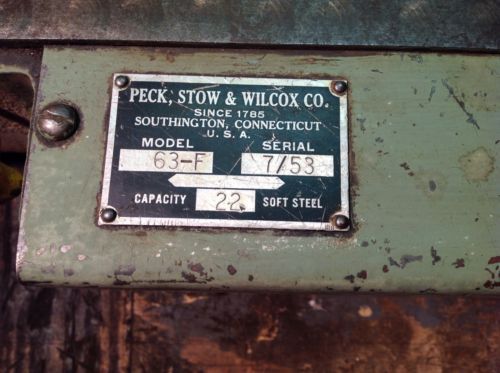 PECK, STOW & WILCOX CO.
SINCE 1785
SOUTHINGTON, CONNECTICUT
U. S. A.
MODEL SERIAL
63-F 7/53
CAPACITY 22 SOFT STEEL